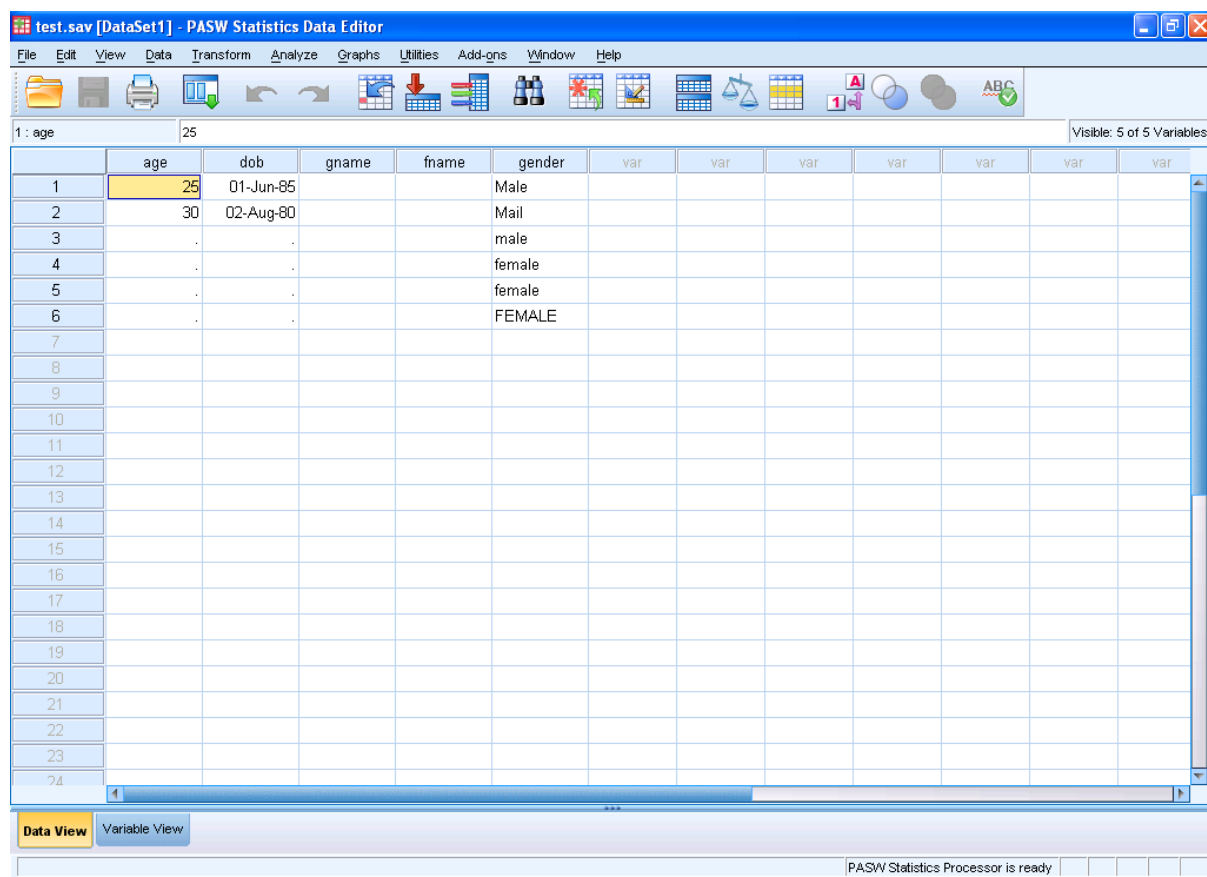 test.sav [DataSet1] - PASW Statistics Data Editor
File Edit View Data Transform Analyze Graphs Utilities Add-ons Window Help
A 1 ABC
1 : age 25 Visible: 5 of 5 Variables
age dob gname fname gender var var var var var var var
1 25 01-Jun-85 Male
2 30 02-Aug-80 Mail
3 . . male
4 . . female
5 . . female
6 . . FEMALE
7
8
9
10
11
12
13
14
15
16
17
18
19
20
21
22
23
24
Data View Variable View
PASW Statistics Processor is ready